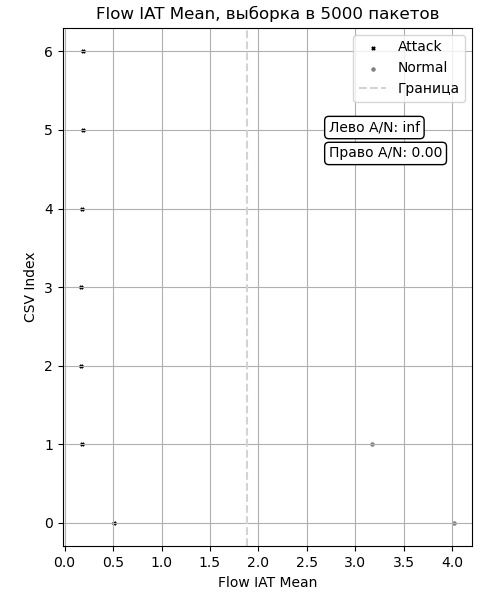 Flow IAT Mean, выборка в 5000 пакетов
Attack
Normal
Граница
Лево A/N: inf
Право A/N: 0.00
CSV Index
6
5
4
3
2
1
0
0.0 0.5 1.0 1.5 2.0 2.5 3.0 3.5 4.0
Flow IAT Mean